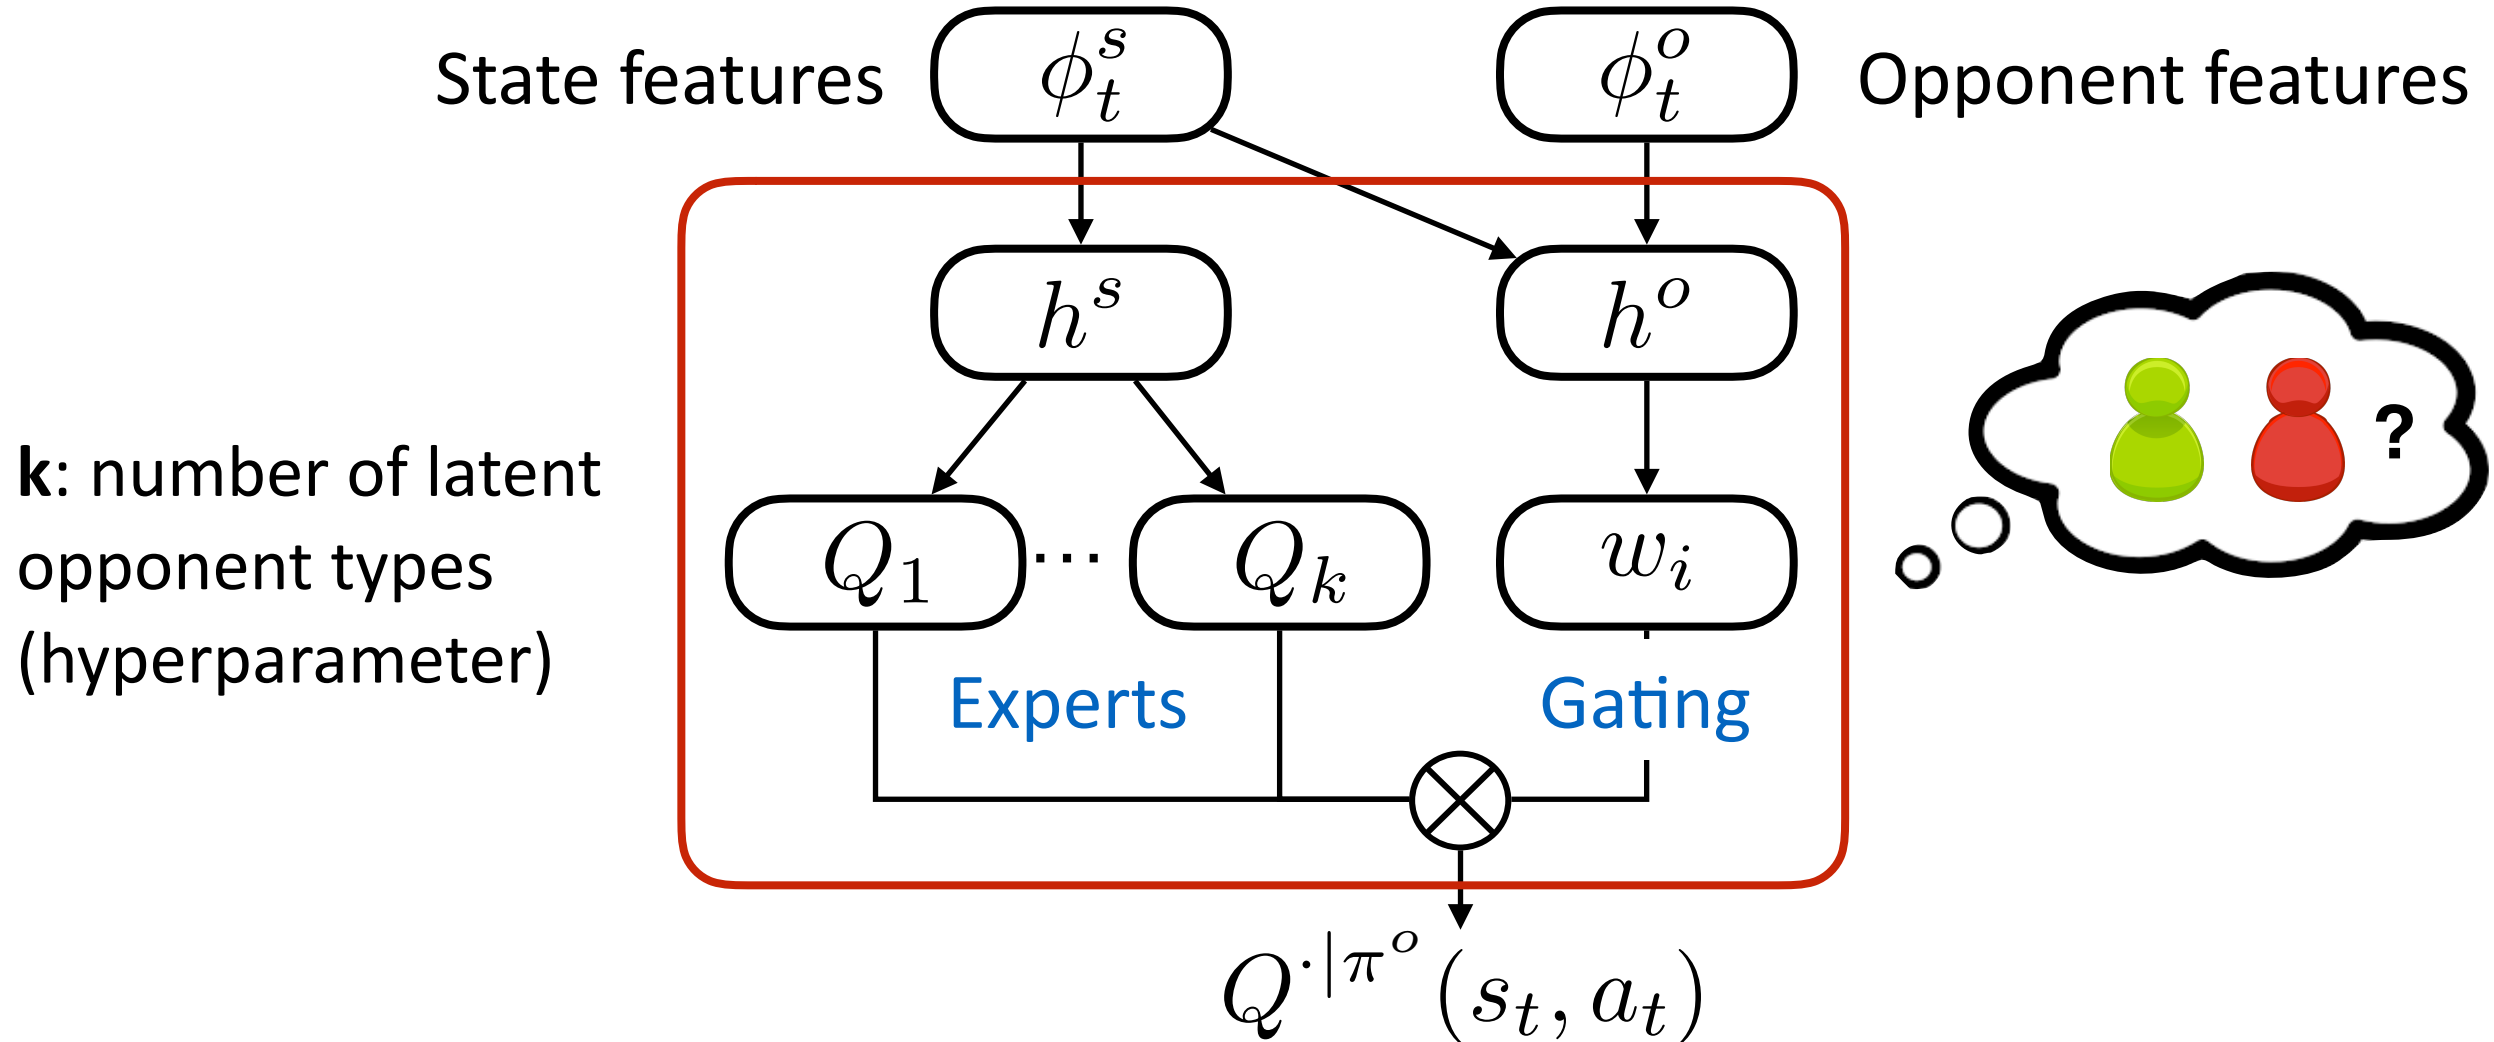 State features
φ_t^s
φ_t^o
Opponent features
h^s
h^o
k: number of latent
opponent types
(hyperparameter)
Q_1
...
Q_k
w_i
?
Experts
Gating
Q^{·|π^o}(s_t, a_t)